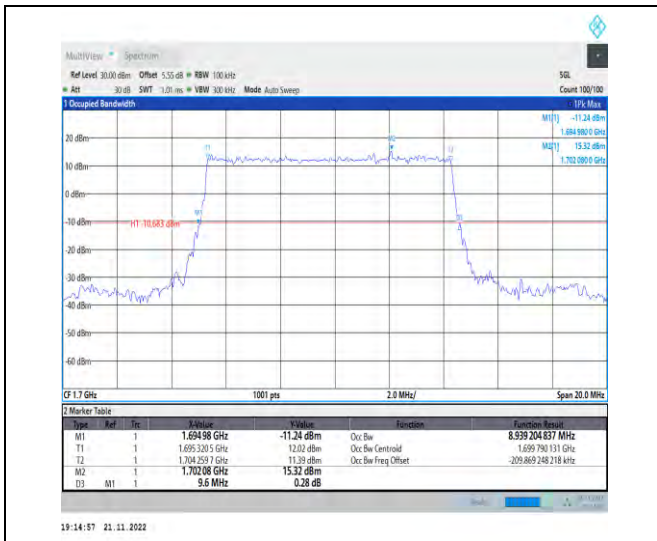 MultiView Spectrum
Ref Level 30.00 dBm Offset 5.55 dB RBW 100 kHz SGL
Att 30 dB SWT 1.01 ms VBW 300 kHz Mode Auto Sweep Count 100/100
1 Occupied Bandwidth 1Pk Max
M1[1] -11.24 dBm
1.694 980 0 GHz
M2[1] 15.32 dBm
1.702 080 0 GHz
20 dBm
10 dBm
0 dBm
-10 dBm
H1 -10.683 dBm
-20 dBm
-30 dBm
-40 dBm
-50 dBm
-60 dBm
T1
T2
CF 1.7 GHz 1001 pts 2.0 MHz/ Span 20.0 MHz
2 Marker Table
Type Ref Trc X-Value Y-Value Function Function Result
M1 1 1.694 98 GHz -11.24 dBm Occ Bw 8.939 204 837 MHz
T1 1 1.695 320 5 GHz 12.02 dBm Occ Bw Centroid 1.699 790 131 GHz
T2 1 1.704 259 7 GHz 11.39 dBm Occ Bw Freq Offset -209.869 248 218 kHz
M2 1 1.702 08 GHz 15.32 dBm
D3 M1 1 9.6 MHz 0.28 dB
19:14:57 21.11.2022